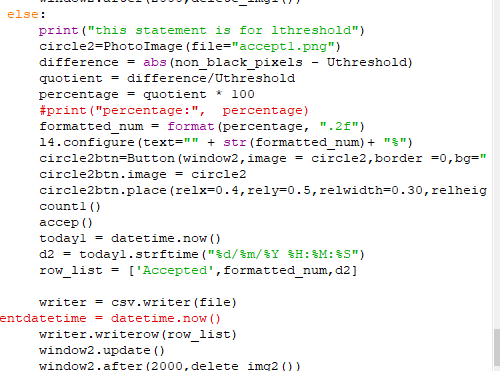 window2.after(2000,delete_img1())
else:
print("this statement is for lthreshold")
circle2=PhotoImage(file="accept1.png")
difference = abs(non_black_pixels - Uthreshold)
quotient = difference/Uthreshold
percentage = quotient * 100
#print("percentage:",  percentage)
formatted_num = format(percentage, ".2f")
l4.configure(text="" + str(formatted_num)+ "%")
circle2btn=Button(window2,image = circle2,border =0,bg="
circle2btn.image = circle2
circle2btn.place(relx=0.4,rely=0.5,relwidth=0.30,relheig
count1()
accep()
today1 = datetime.now()
d2 = today1.strftime("%d/%m/%Y %H:%M:%S")
row_list = ['Accepted',formatted_num,d2]
writer = csv.writer(file)
entdatetime = datetime.now()
writer.writerow(row_list)
window2.update()
window2.after(2000,delete_img2())